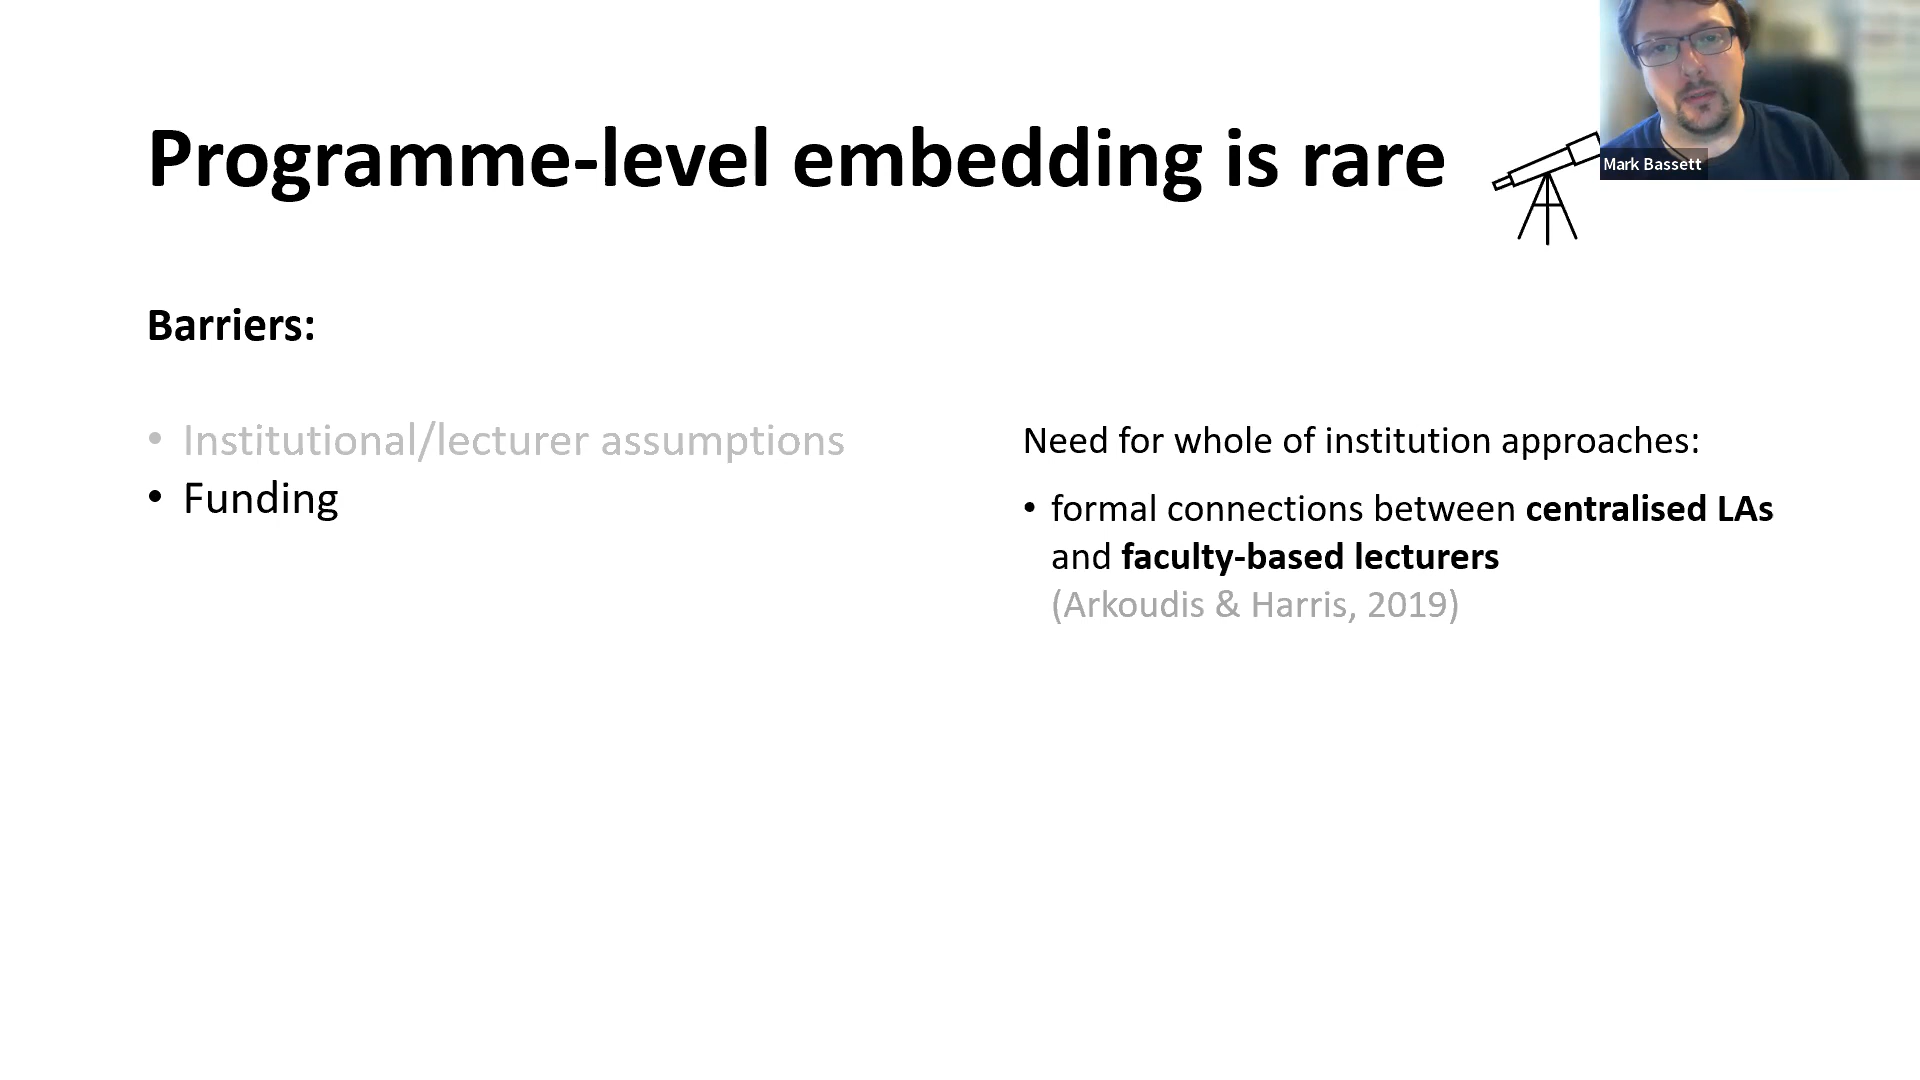 Programme-level embedding is rare
Mark Bassett
Barriers:
• Institutional/lecturer assumptions
• Funding
Need for whole of institution approaches:
• formal connections between centralised LAs
and faculty-based lecturers
(Arkoudis & Harris, 2019)